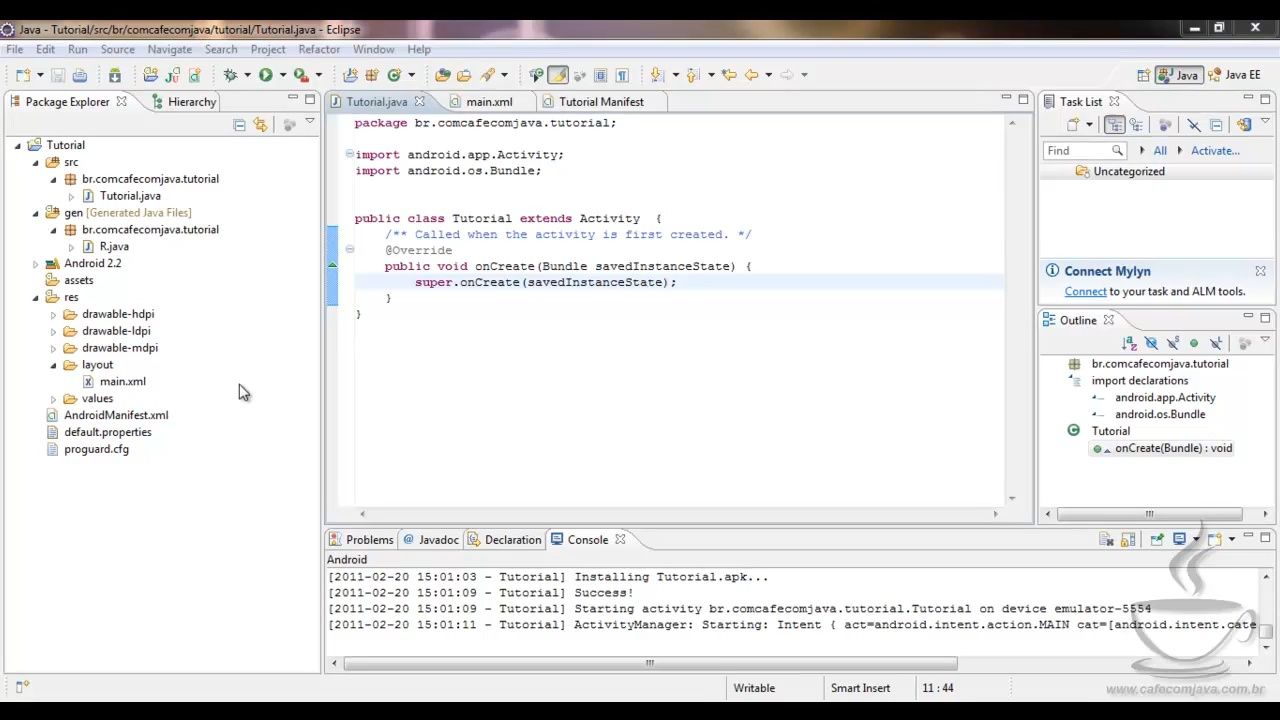 Java - Tutorial/src/br/comcafecomjava/tutorial/Tutorial.java - Eclipse
File Edit Run Source Navigate Search Project Refactor Window Help
Java Java EE
Package Explorer Hierarchy
Tutorial
src
br.comcafecomjava.tutorial
Tutorial.java
gen [Generated Java Files]
br.comcafecomjava.tutorial
R.java
Android 2.2
assets
res
drawable-hdpi
drawable-ldpi
drawable-mdpi
layout
main.xml
values
AndroidManifest.xml
default.properties
proguard.cfg
Tutorial.java main.xml Tutorial Manifest
package br.comcafecomjava.tutorial;
import android.app.Activity;
import android.os.Bundle;
public class Tutorial extends Activity {
/** Called when the activity is first created. */
@Override
public void onCreate(Bundle savedInstanceState) {
super.onCreate(savedInstanceState);
}
}
Task List
Find All Activate...
Uncategorized
Connect Mylyn
Connect to your task and ALM tools.
Outline
br.comcafecomjava.tutorial
import declarations
android.app.Activity
android.os.Bundle
Tutorial
onCreate(Bundle) : void
Problems Javadoc Declaration Console
Android
[2011-02-20 15:01:03 - Tutorial] Installing Tutorial.apk...
[2011-02-20 15:01:09 - Tutorial] Success!
[2011-02-20 15:01:09 - Tutorial] Starting activity br.comcafecomjava.tutorial.Tutorial on device emulator-5554
[2011-02-20 15:01:11 - Tutorial] ActivityManager: Starting: Intent { act=android.intent.action.MAIN cat=[android.intent.cate
Writable Smart Insert 11 : 44
www.cafecomjava.com.br